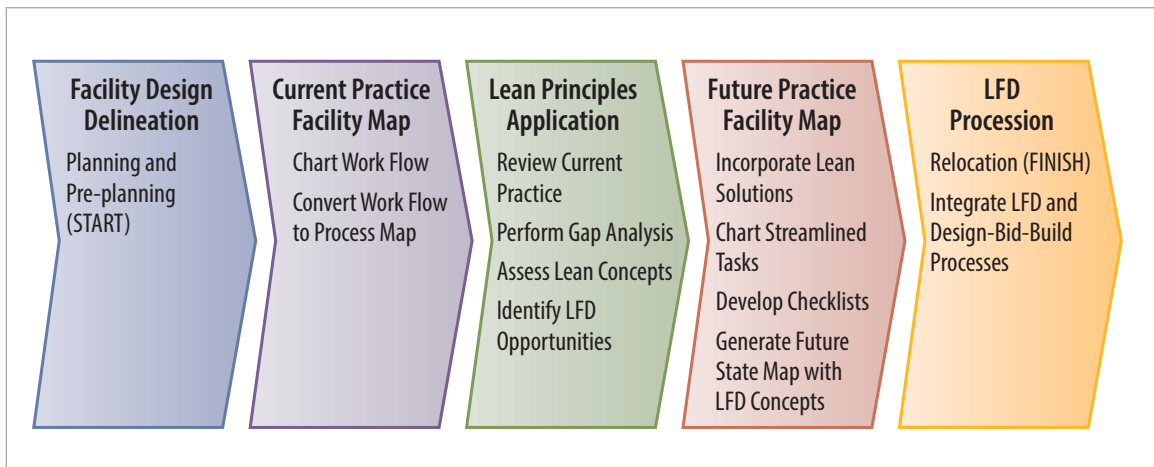 Facility Design
Delineation
Planning and
Pre-planning
(START)
Current Practice
Facility Map
Chart Work Flow
Convert Work Flow
to Process Map
Lean Principles
Application
Review Current
Practice
Perform Gap Analysis
Assess Lean Concepts
Identify LFD
Opportunities
Future Practice
Facility Map
Incorporate Lean
Solutions
Chart Streamlined
Tasks
Develop Checklists
Generate Future
State Map with
LFD Concepts
LFD
Procession
Relocation (FINISH)
Integrate LFD and
Design-Bid-Build
Processes